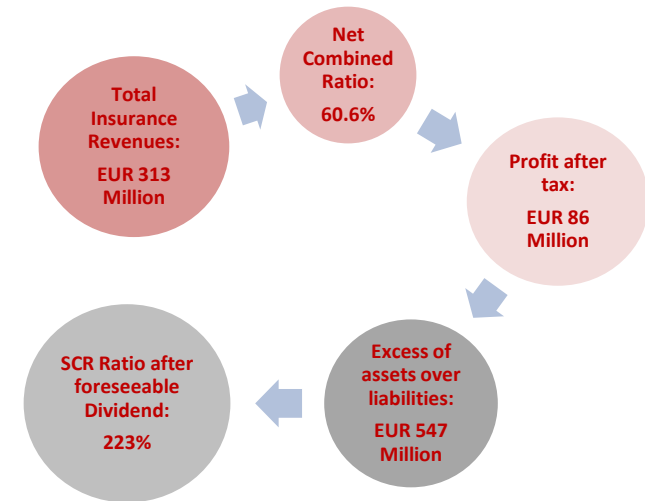 Total
Insurance
Revenues:
EUR 313
Million
Net
Combined
Ratio:
60.6%
Profit after
tax:
EUR 86
Million
Excess of
assets over
liabilities:
EUR 547
Million
SCR Ratio after
foreseeable
Dividend:
223%